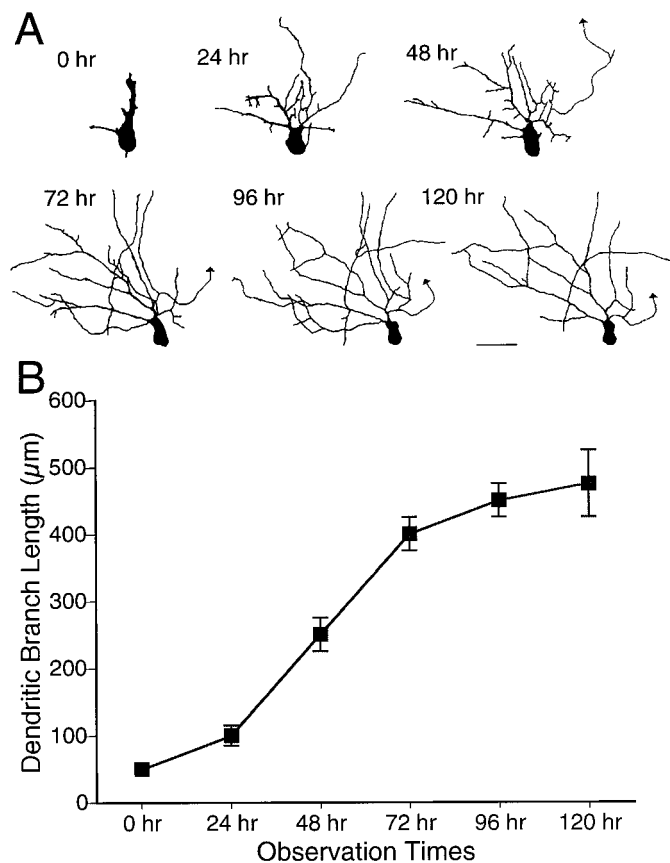 A
0 hr
24 hr
48 hr
72 hr
96 hr
120 hr
B
Dendritic Branch Length (µm)
600
500
400
300
200
100
0
0 hr 24 hr 48 hr 72 hr 96 hr 120 hr
Observation Times